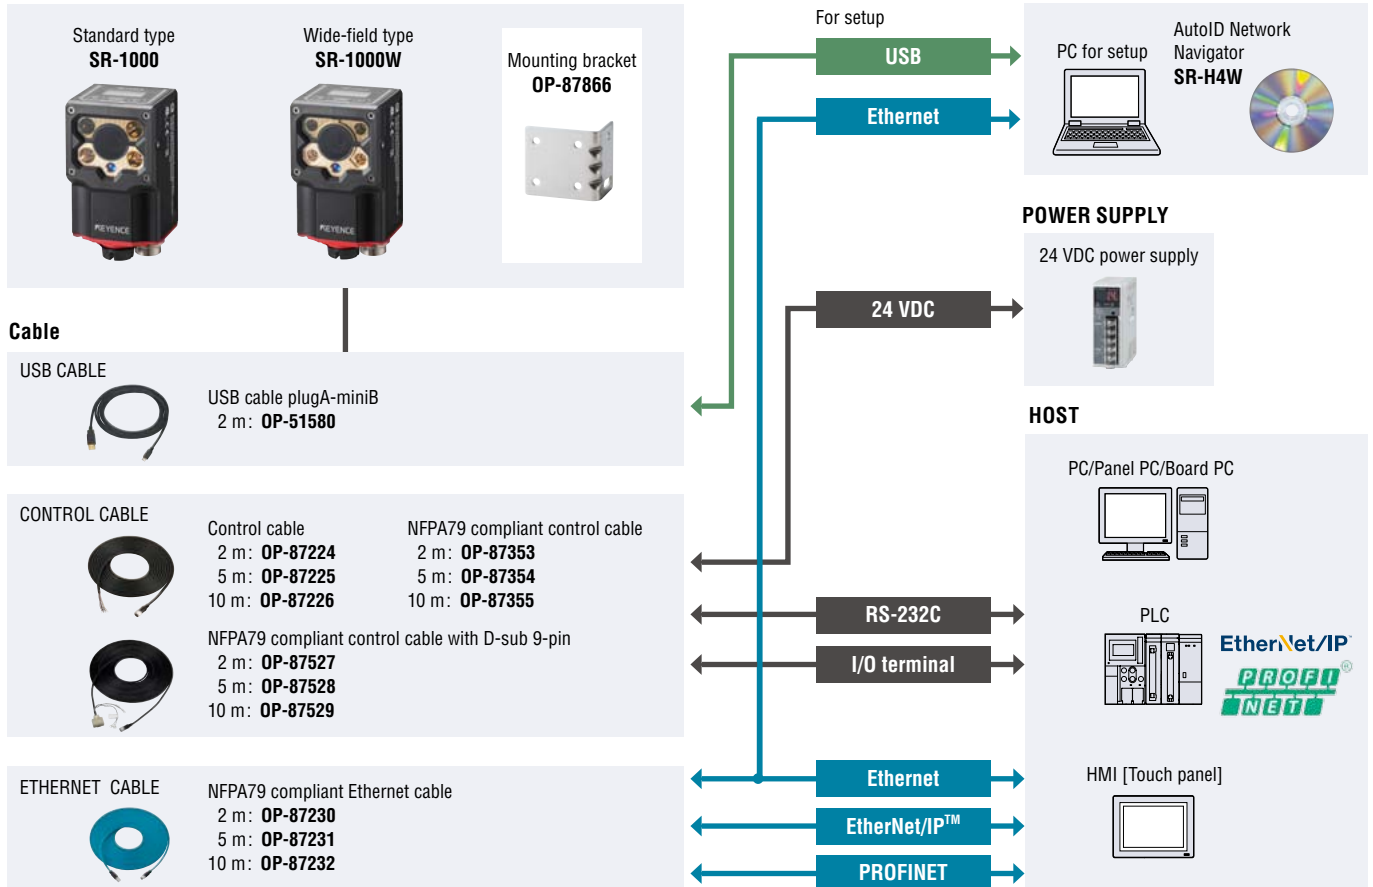 Standard type
SR-1000
Wide-field type
SR-1000W
Mounting bracket
OP-87866
KEYENCE
KEYENCE
For setup
USB
Ethernet
PC for setup
AutoID Network
Navigator
SR-H4W
POWER SUPPLY
24 VDC power supply
24 VDC
Cable
USB CABLE
USB cable plugA-miniB
2 m: OP-51580
CONTROL CABLE
Control cable
2 m: OP-87224
5 m: OP-87225
10 m: OP-87226
NFPA79 compliant control cable
2 m: OP-87353
5 m: OP-87354
10 m: OP-87355
NFPA79 compliant control cable with D-sub 9-pin
2 m: OP-87527
5 m: OP-87528
10 m: OP-87529
RS-232C
I/O terminal
ETHERNET CABLE
NFPA79 compliant Ethernet cable
2 m: OP-87230
5 m: OP-87231
10 m: OP-87232
Ethernet
EtherNet/IP™
PROFINET
HOST
PC/Panel PC/Board PC
PLC
EtherNet/IP
PROFI®
NET
HMI [Touch panel]